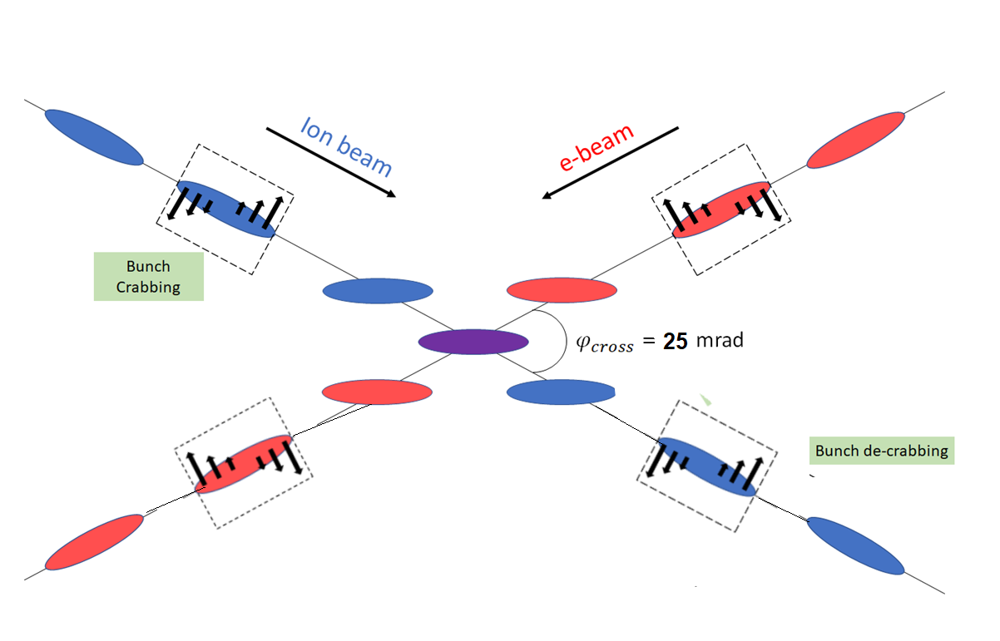 Ion beam
e-beam
Bunch
Crabbing
φcross = 25 mrad
Bunch de-crabbing